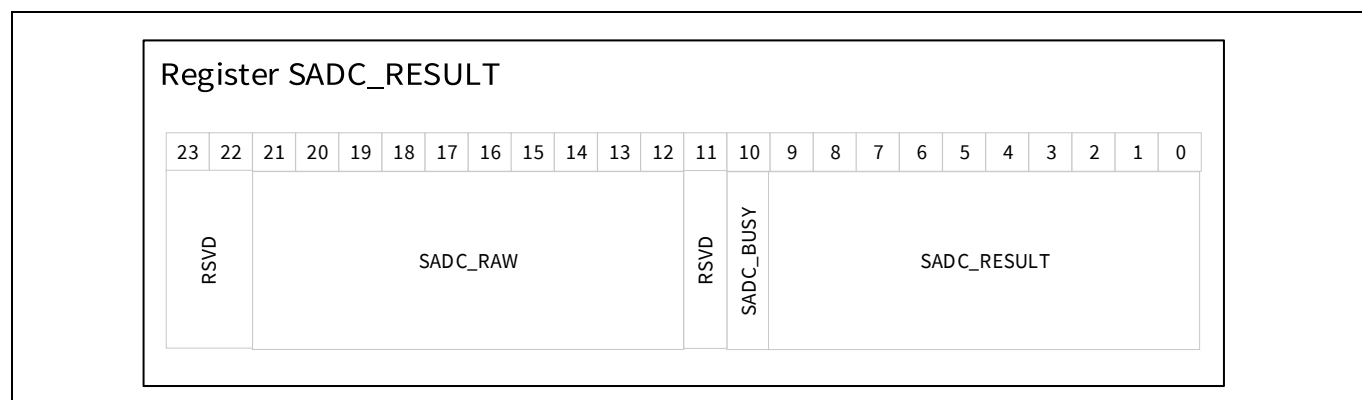 Register SADC_RESULT
23 22 21 20 19 18 17 16 15 14 13 12 11 10 9 8 7 6 5 4 3 2 1 0
RSVD SADC_RAW RSVD SADC_BUSY SADC_RESULT